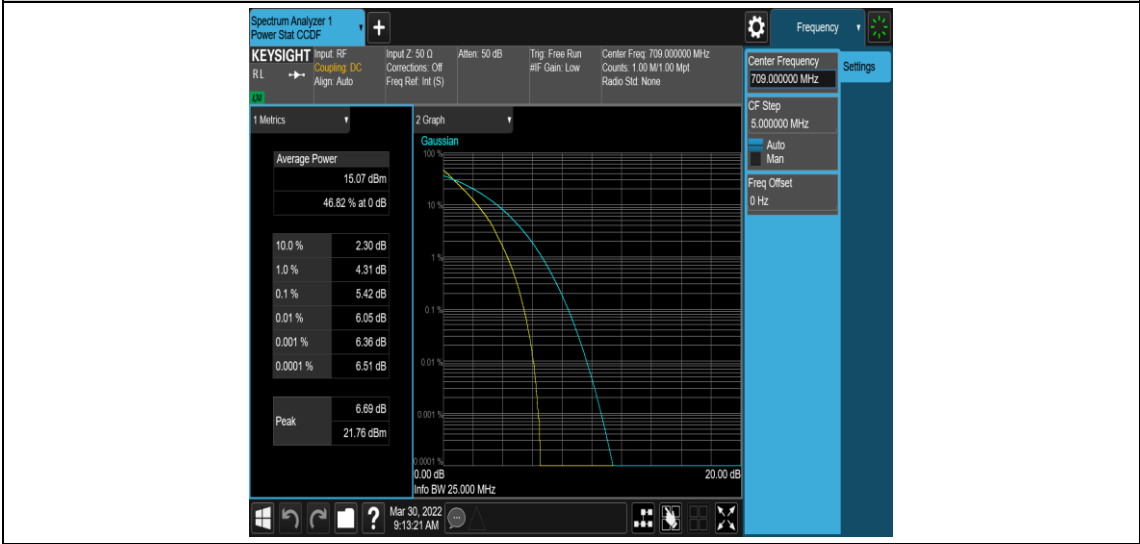 Spectrum Analyzer 1
Power Stat CCDF
+
Frequency
KEYSIGHT
RL
LXI
Input: RF
Coupling: DC
Align: Auto
Input Z: 50 Ω
Corrections: Off
Freq Ref: Int (S)
Atten: 50 dB
Trig: Free Run
#IF Gain: Low
Center Freq: 709.000000 MHz
Counts: 1.00 M/1.00 Mpt
Radio Std: None
Center Frequency
709.000000 MHz
Settings
CF Step
5.000000 MHz
Auto
Man
Freq Offset
0 Hz
1 Metrics
Average Power
15.07 dBm
46.82 % at 0 dB
10.0 % 2.30 dB
1.0 % 4.31 dB
0.1 % 5.42 dB
0.01 % 6.05 dB
0.001 % 6.36 dB
0.0001 % 6.51 dB
Peak
6.69 dB
21.76 dBm
2 Graph
Gaussian
100 %
10 %
1 %
0.1 %
0.01 %
0.001 %
0.0001 %
0.00 dB 20.00 dB
Info BW 25.000 MHz
?
Mar 30, 2022
9:13:21 AM